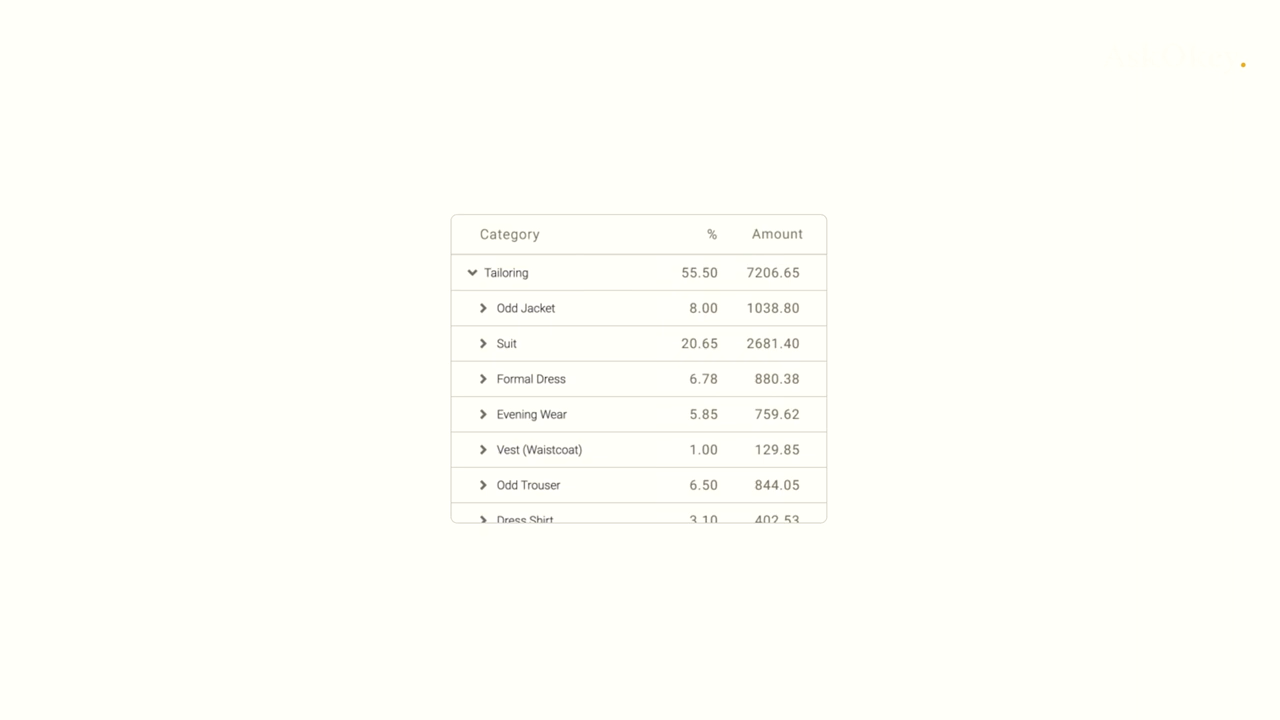 Category % Amount
Tailoring 55.50 7206.65
Odd Jacket 8.00 1038.80
Suit 20.65 2681.40
Formal Dress 6.78 880.38
Evening Wear 5.85 759.62
Vest (Waistcoat) 1.00 129.85
Odd Trouser 6.50 844.05
Dress Shirt 3.10 402.53